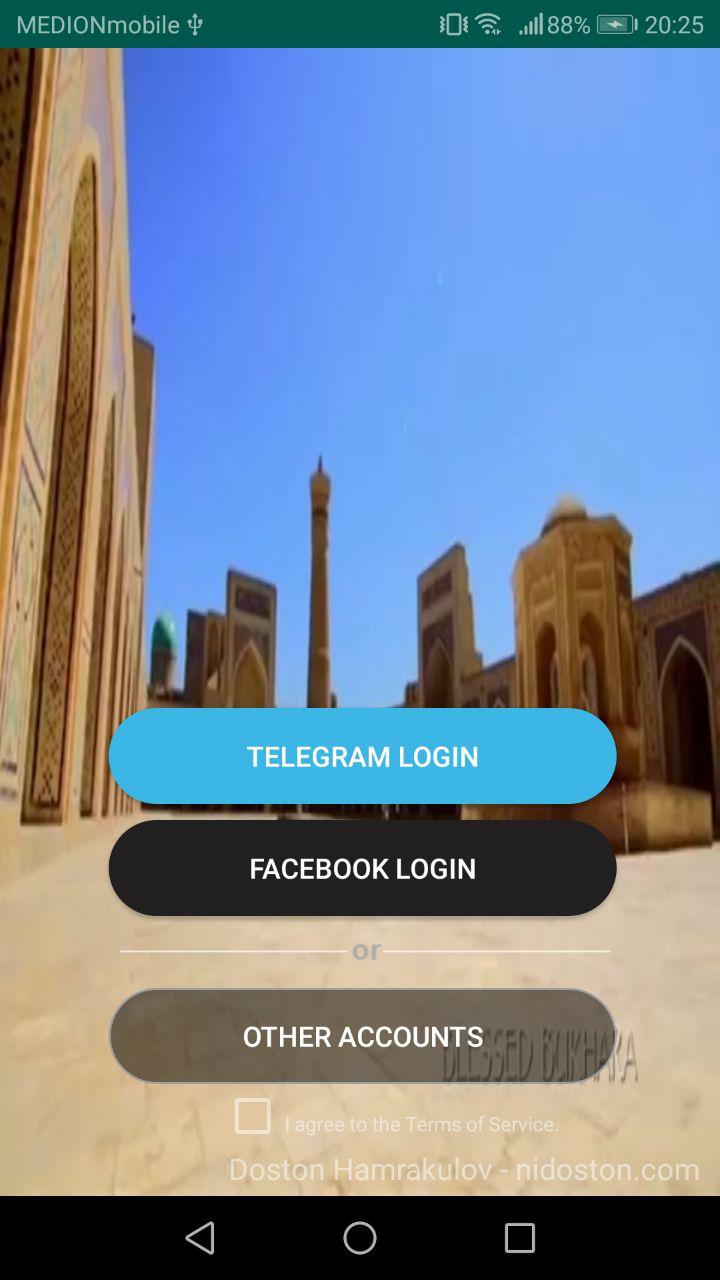 MEDIONmobile 88% 20:25
TELEGRAM LOGIN
FACEBOOK LOGIN
or
OTHER ACCOUNTS
BLESSED BUKHARA
I agree to the Terms of Service.
Doston Hamrakulov - nidoston.com